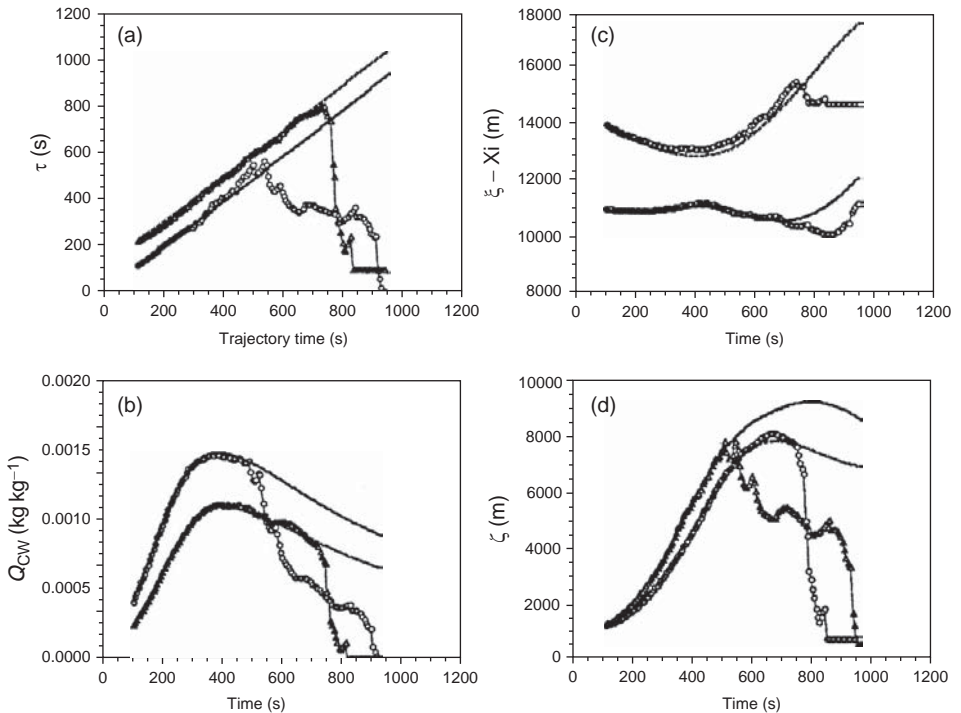 (a)
1200
1000
800
600
400
200
0
τ (s)
0 200 400 600 800 1000 1200
Trajectory time (s)
(c)
18000
16000
14000
12000
10000
8000
ξ – Xi (m)
0 200 400 600 800 1000 1200
Time (s)
(b)
0.0020
0.0015
0.0010
0.0005
0.0000
QCW (kg kg–1)
0 200 400 600 800 1000 1200
Time (s)
(d)
10000
8000
6000
4000
2000
0
ζ (m)
0 200 400 600 800 1000 1200
Time (s)